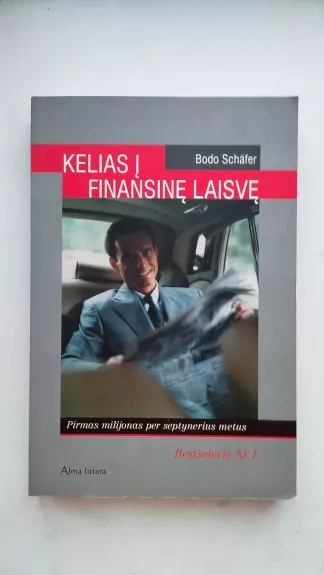 Bodo Schäfer
KELIAS Į
FINANSINĘ LAISVĘ
Pirmas milijonas per septynerius metus
Bestseleris Nr 1
Alma littera